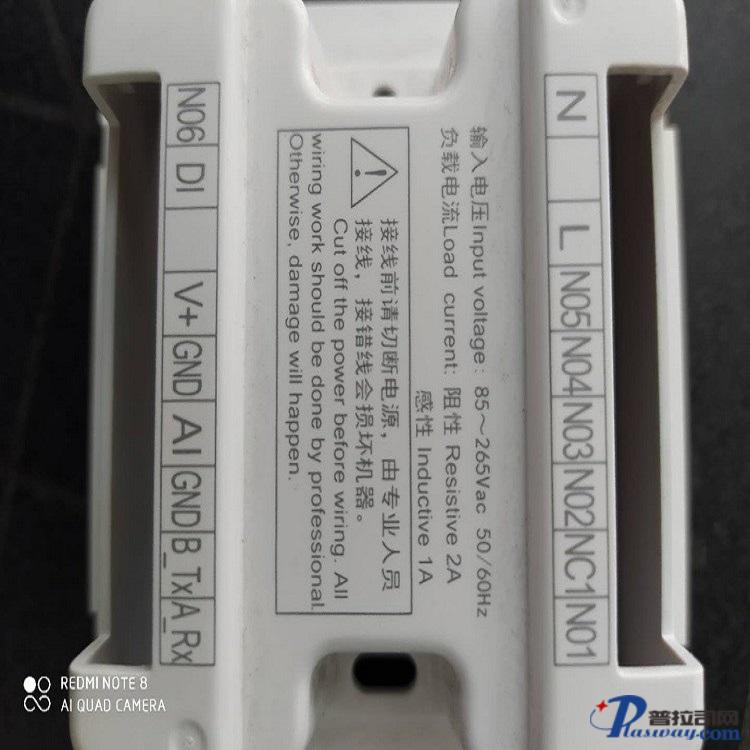 N06 DI V+ GND AI GND B_Tx A_Rx
输入电压Input voltage: 85~265Vac 50/60Hz
负载电流Load current: 阻性 Resistive 2A
感性 Inductive 1A
接线前请切断电源，由专业人员
接线，接错线会损坏机器。
Cut off the power before wiring. All
wiring work should be done by professional.
Otherwise, damage will happen.
N L N05 N04 N03 N02 NC1 N01
REDMI NOTE 8
AI QUAD CAMERA
普拉司网
Plasway.com